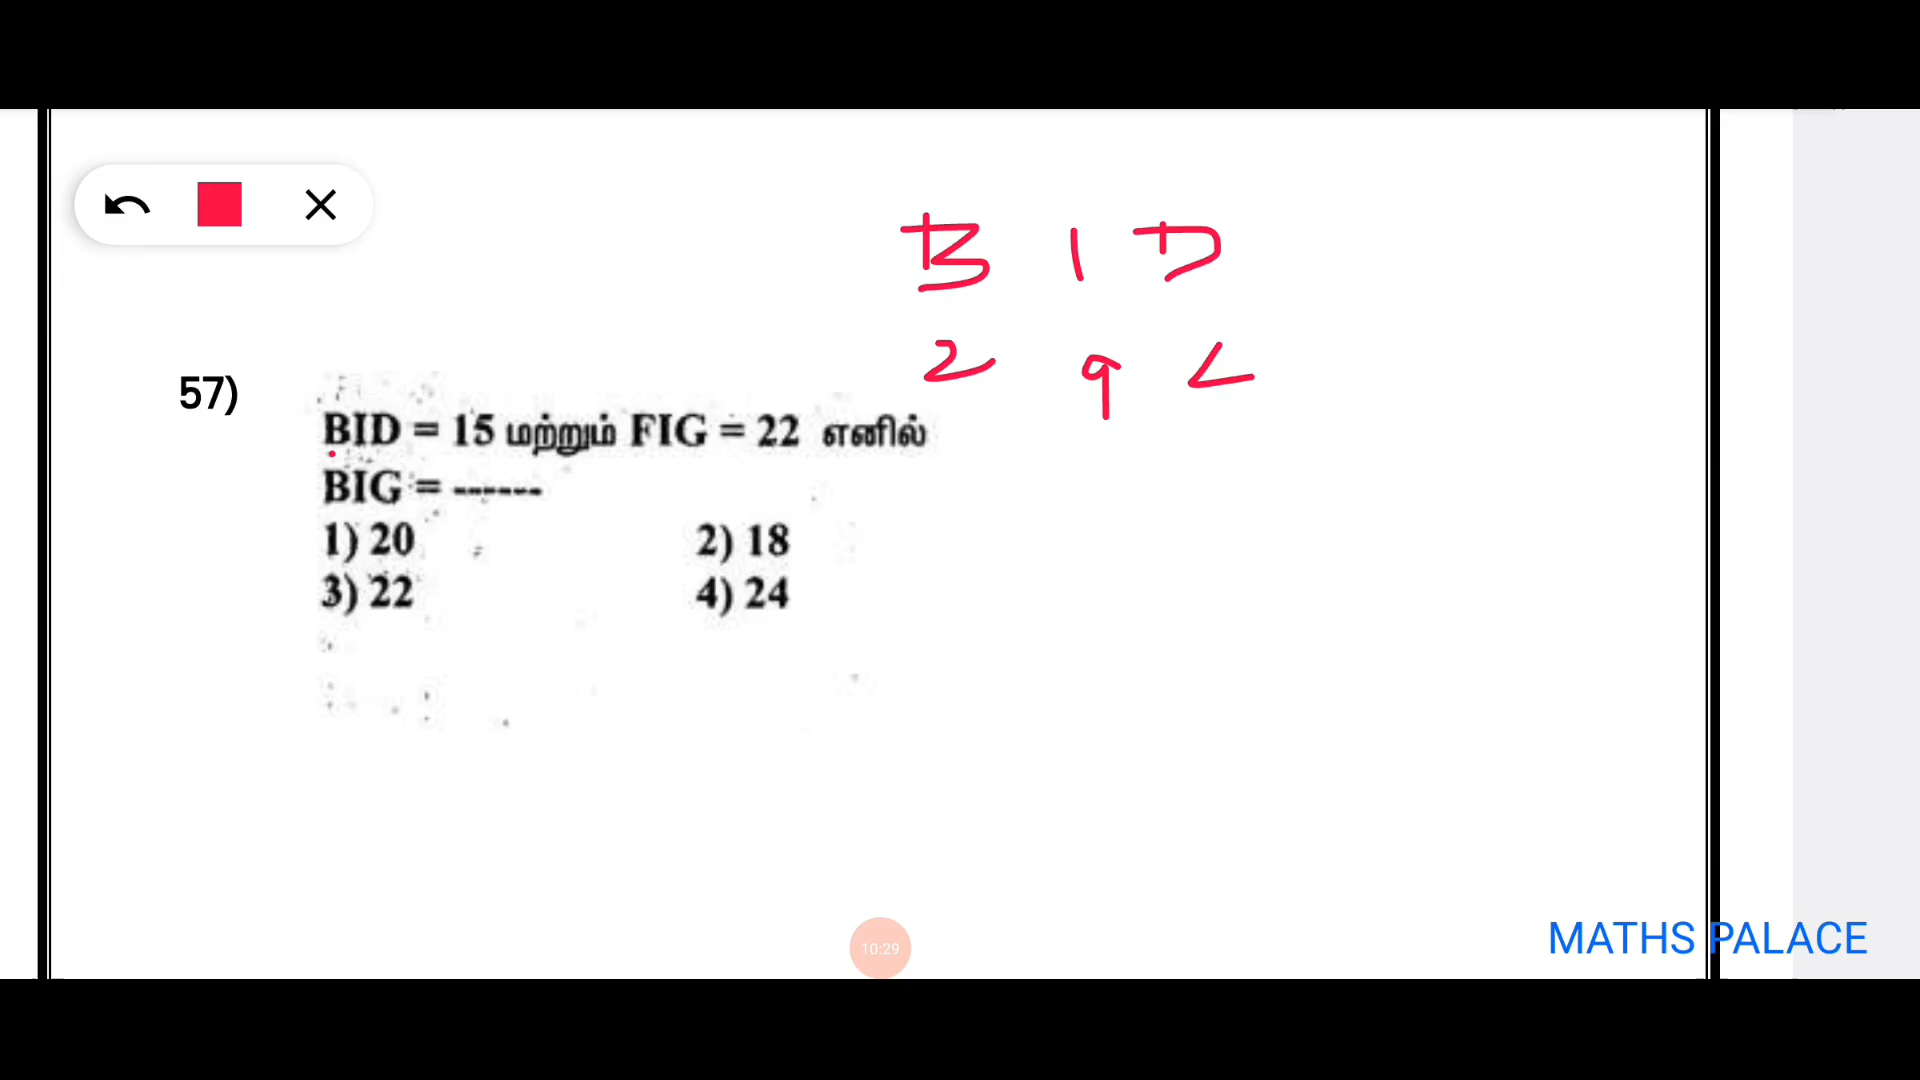 B I D
2 9 4
57)
BID = 15 மற்றும் FIG = 22 எனில்
BIG = ------
1) 20 2) 18
3) 22 4) 24
10:29
MATHS PALACE